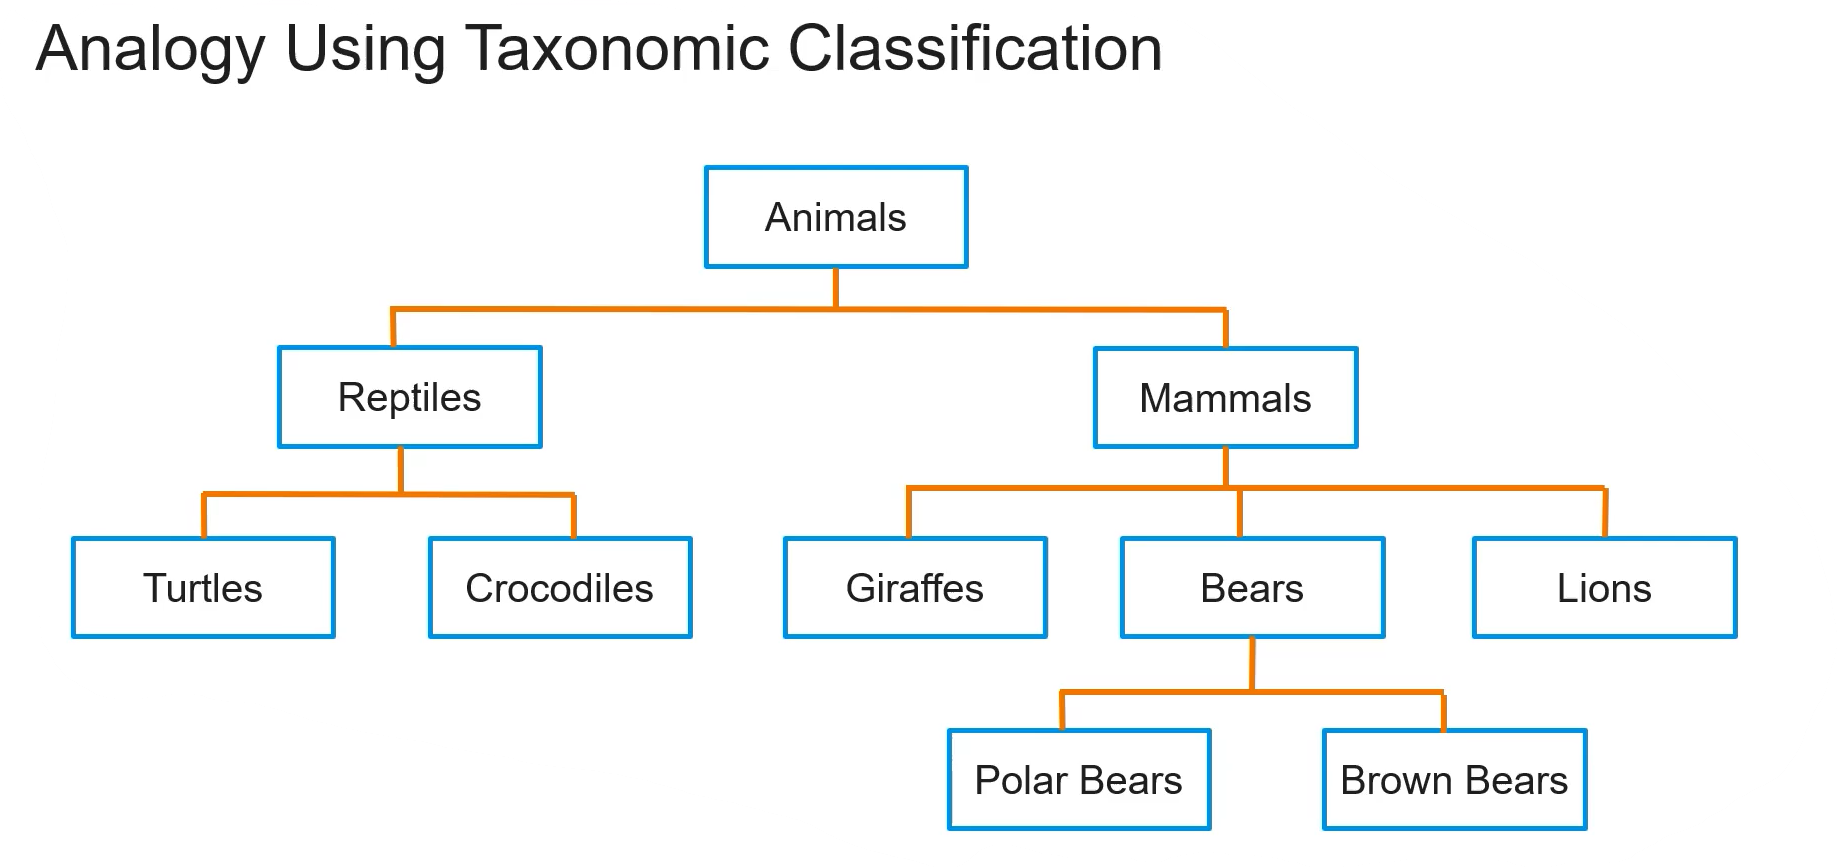 Analogy Using Taxonomic Classification
Animals
Reptiles
Mammals
Turtles
Crocodiles
Giraffes
Bears
Lions
Polar Bears
Brown Bears